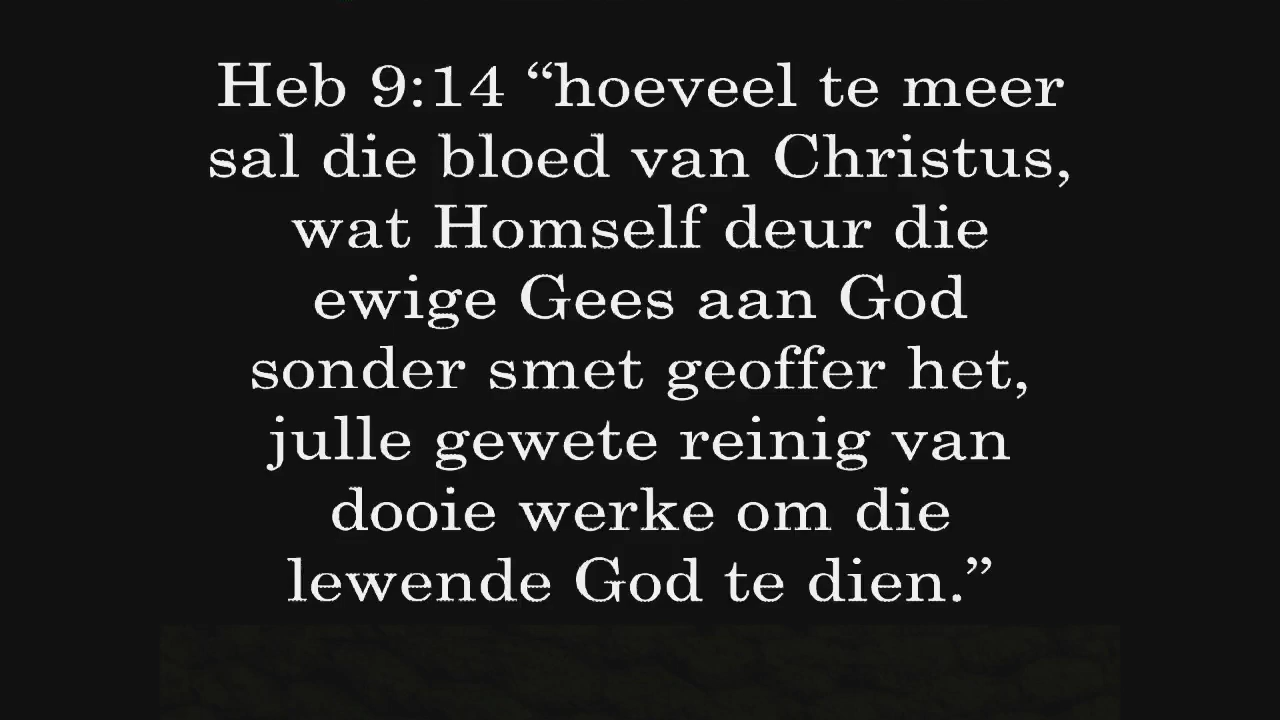 Heb 9:14 “hoeveel te meer
sal die bloed van Christus,
wat Homself deur die
ewige Gees aan God
sonder smet geoffer het,
julle gewete reinig van
dooie werke om die
lewende God te dien.”